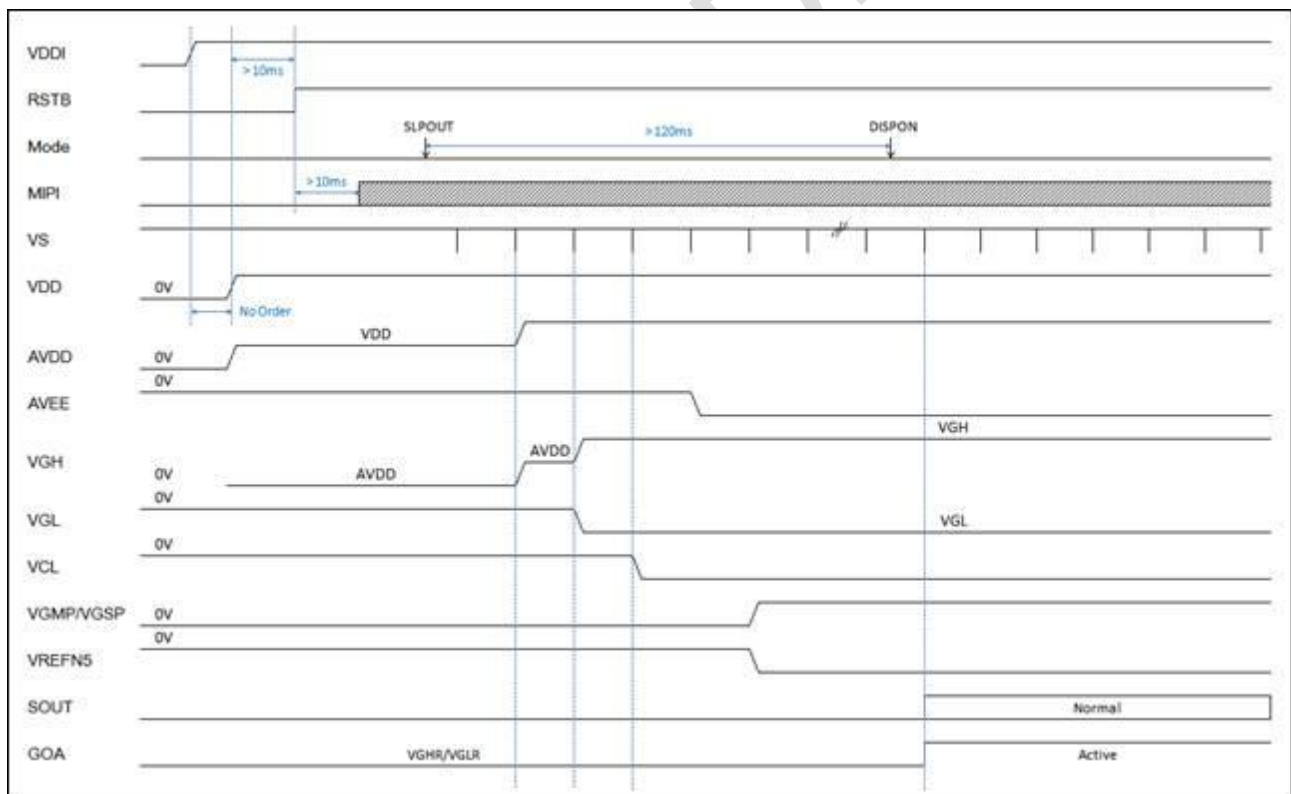 VDDI
> 10ms
RSTB
SLPOUT
>120ms
DISPON
Mode
> 10ms
MIPI
VS
VDD
0V
No Order
VDD
AVDD
0V
0V
AVEE
VGH
AVDD
VGH
0V
AVDD
0V
VGL
VGL
0V
VCL
VGMP/VGSP
0V
0V
VREFN5
SOUT
Normal
GOA
VGHR/VGLR
Active